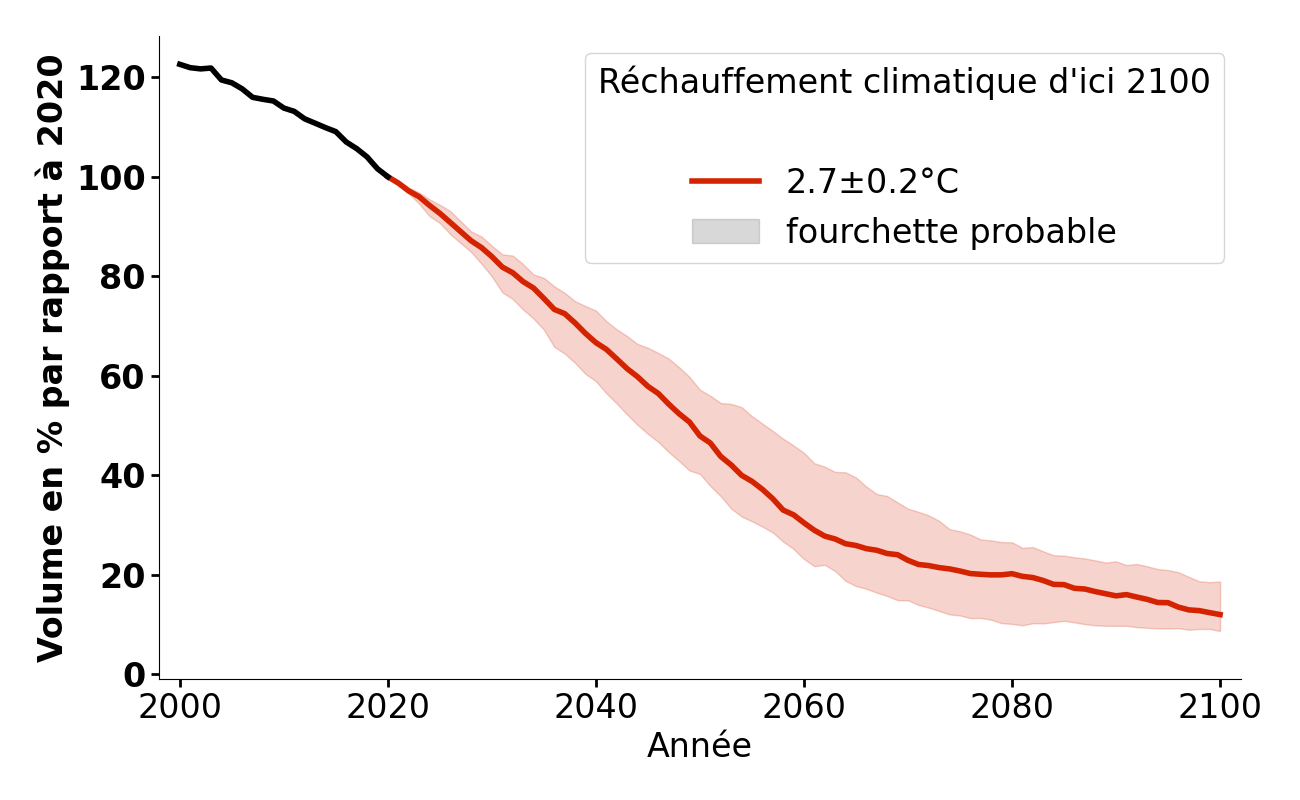 Volume en % par rapport à 2020
120
100
80
60
40
20
0
Réchauffement climatique d'ici 2100
2.7±0.2°C
fourchette probable
2000 2020 2040 2060 2080 2100
Année